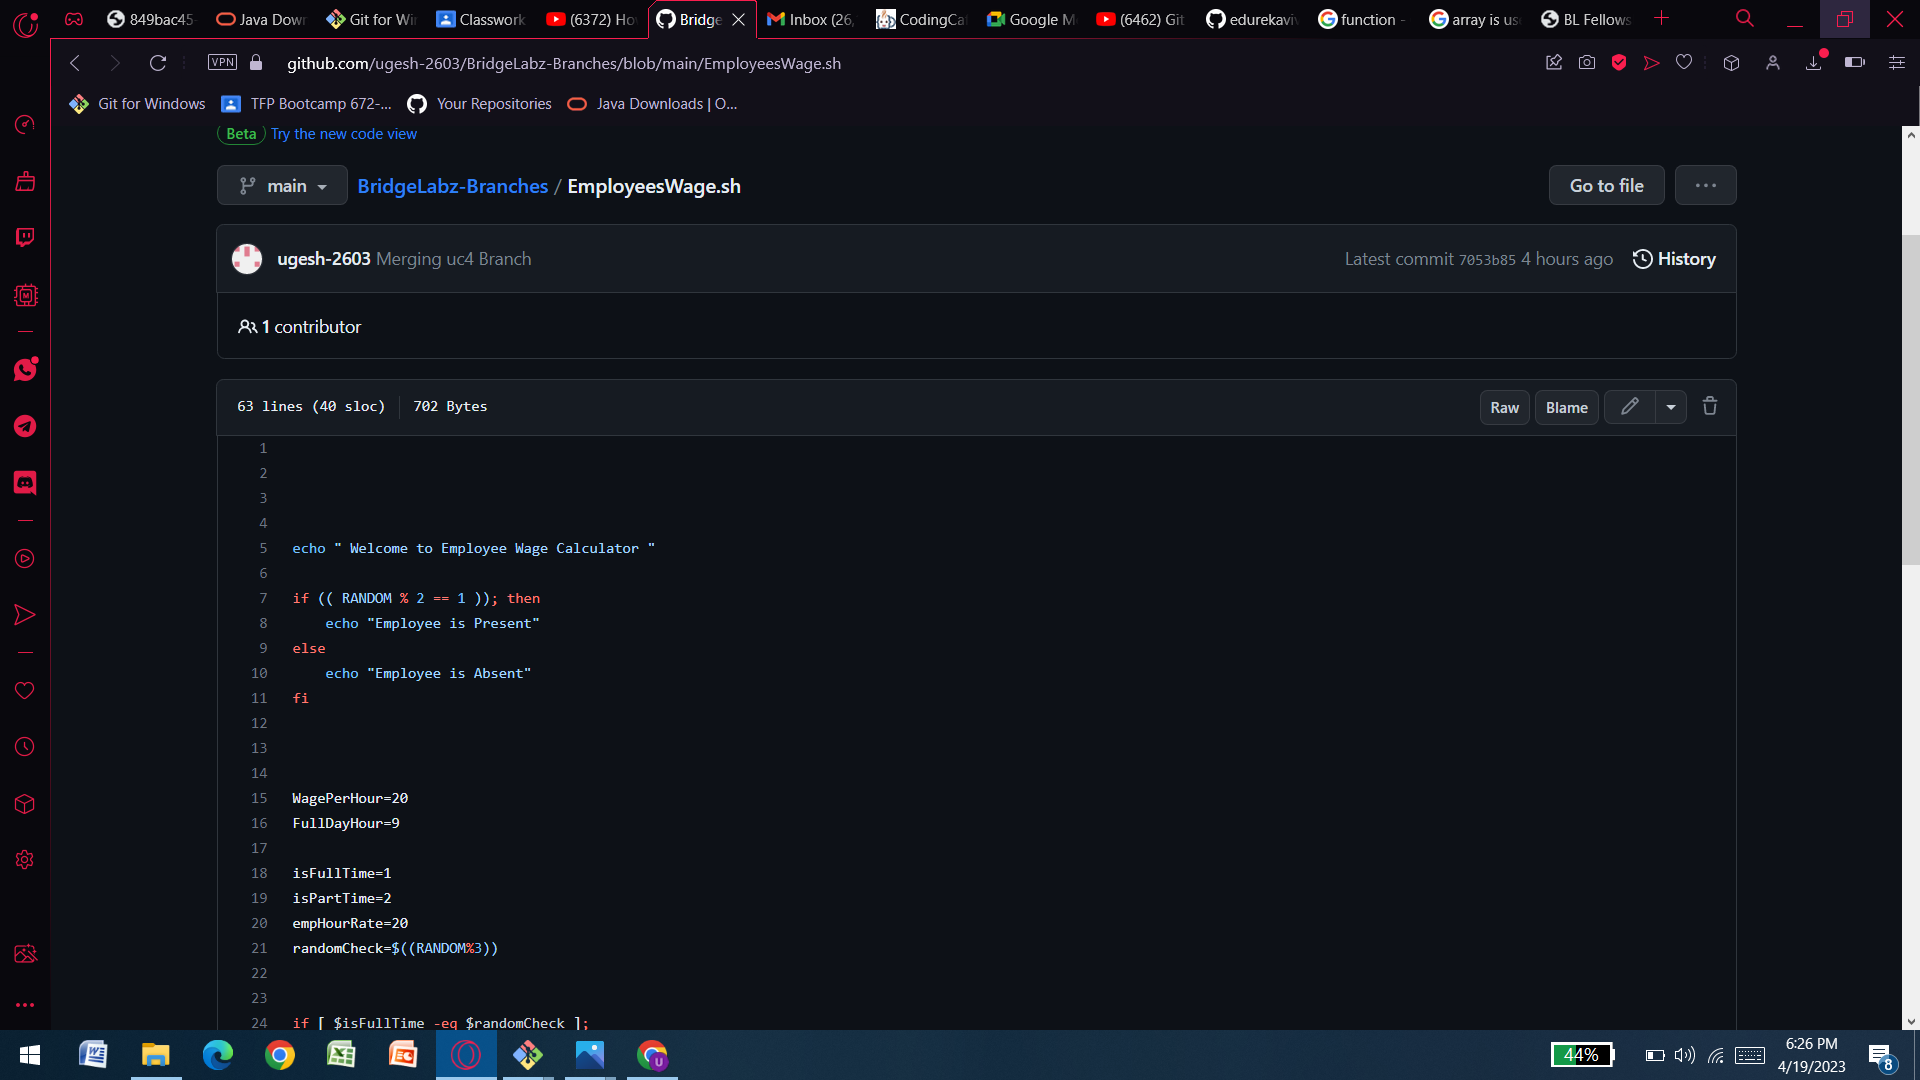 849bac45
Java Dow
Git for Wi
Classwork
(6372) Ho
Bridge
Inbox (26,
CodingCa
Google M
(6462) Git
edurekavi
function -
array is us
BL Fellows
VPN
github.com/ugesh-2603/BridgeLabz-Branches/blob/main/EmployeesWage.sh
Git for Windows
TFP Bootcamp 672-...
Your Repositories
Java Downloads | O...
Beta Try the new code view
main
BridgeLabz-Branches / EmployeesWage.sh
Go to file
...
ugesh-2603 Merging uc4 Branch
Latest commit 7053b85 4 hours ago
History
1 contributor
63 lines (40 sloc)
702 Bytes
Raw
Blame
1
2
3
4
5 echo " Welcome to Employee Wage Calculator "
6
7 if (( RANDOM % 2 == 1 )); then
8 echo "Employee is Present"
9 else
10 echo "Employee is Absent"
11 fi
12
13
14
15 WagePerHour=20
16 FullDayHour=9
17
18 isFullTime=1
19 isPartTime=2
20 empHourRate=20
21 randomCheck=$((RANDOM%3))
22
23
24 if [ $isFullTime -eq $randomCheck ];
44%
6:26 PM
4/19/2023
8